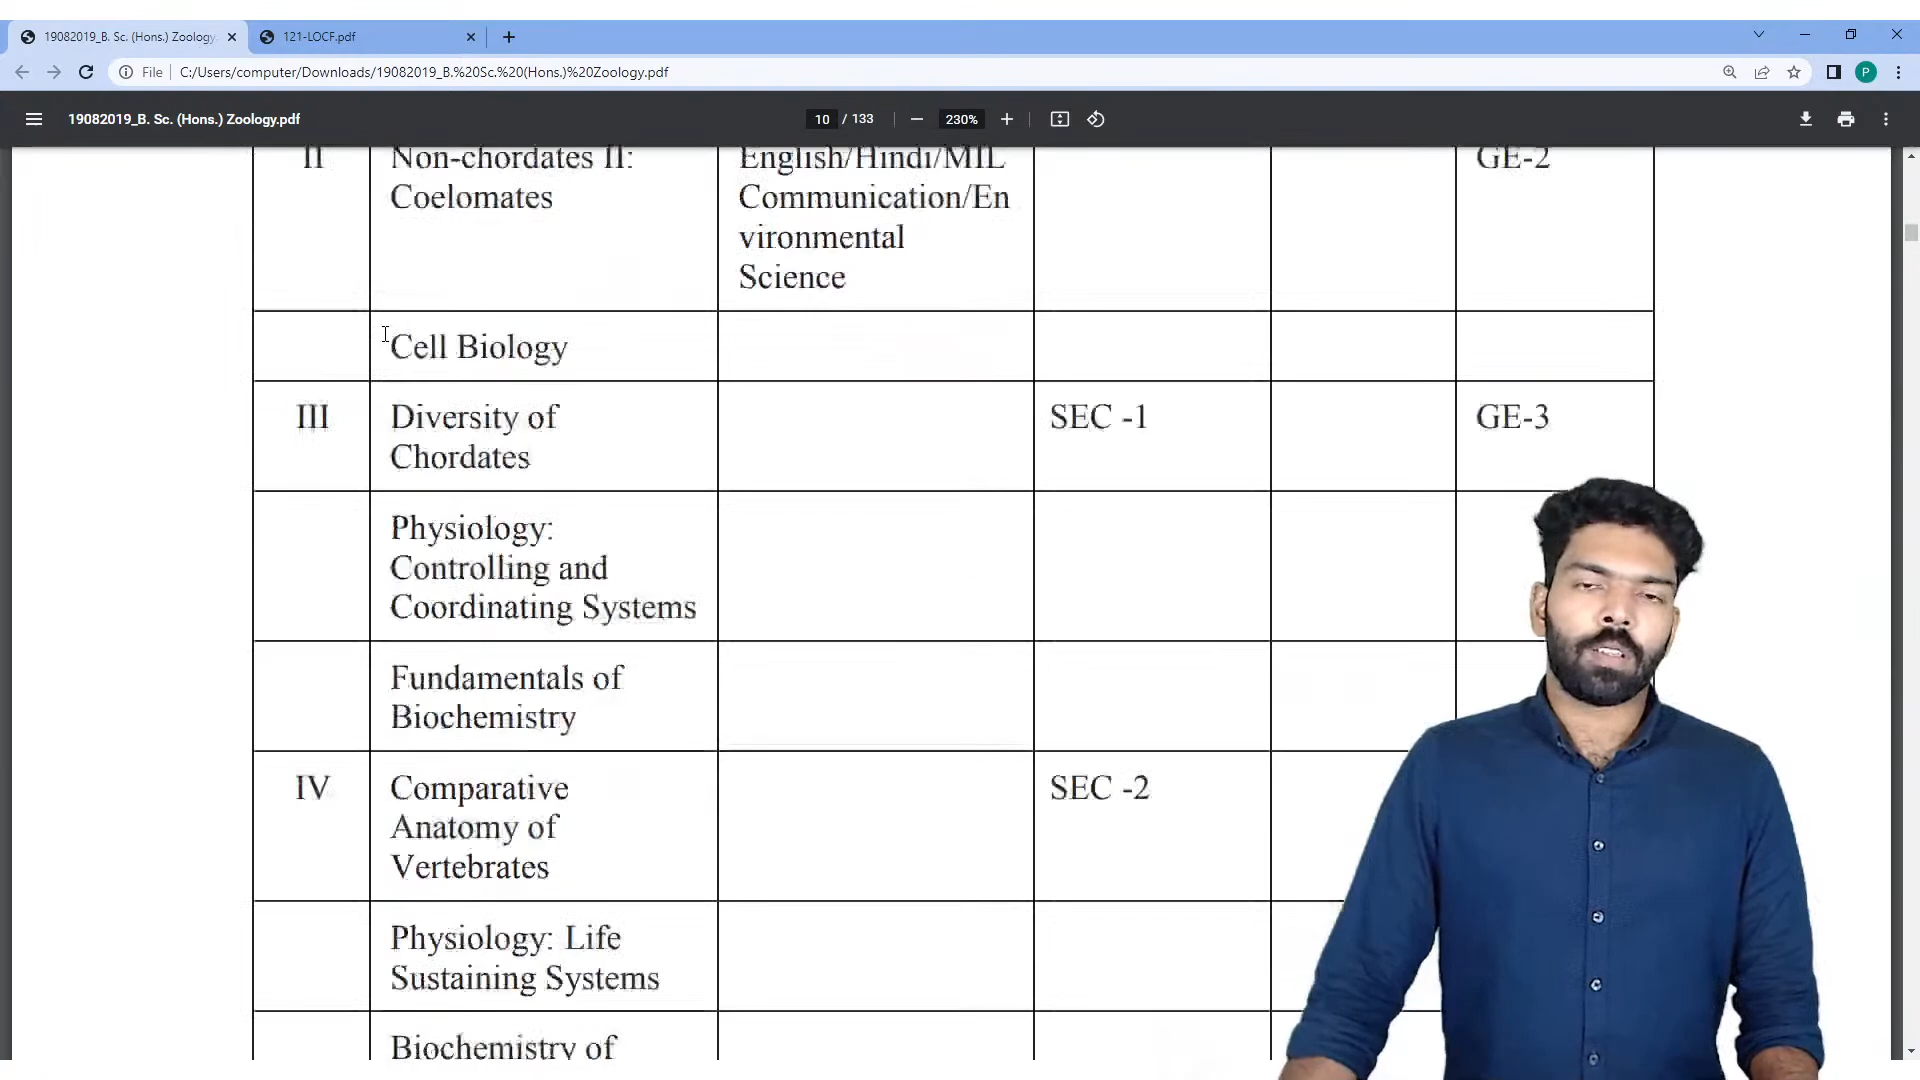 19082019_B. Sc. (Hons.) Zoology
121-LOCF.pdf
File
C:/Users/computer/Downloads/19082019_B.%20Sc.%20(Hons.)%20Zoology.pdf
P
19082019_B. Sc. (Hons.) Zoology.pdf
10 / 133
230%
II
Non-chordates II:
Coelomates
English/Hindi/MIL
Communication/En
vironmental
Science
GE-2
Cell Biology
III
Diversity of
Chordates
SEC -1
GE-3
Physiology:
Controlling and
Coordinating Systems
Fundamentals of
Biochemistry
IV
Comparative
Anatomy of
Vertebrates
SEC -2
Physiology: Life
Sustaining Systems
Biochemistry of